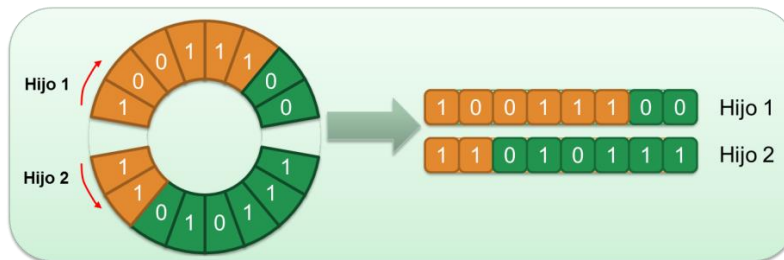 Hijo 1
1 0 0 1 1 1 0 0
Hijo 2
1 1 0 1 0 1 1 1
1 0 0 1 1 1 0 0 Hijo 1
1 1 0 1 0 1 1 1 Hijo 2